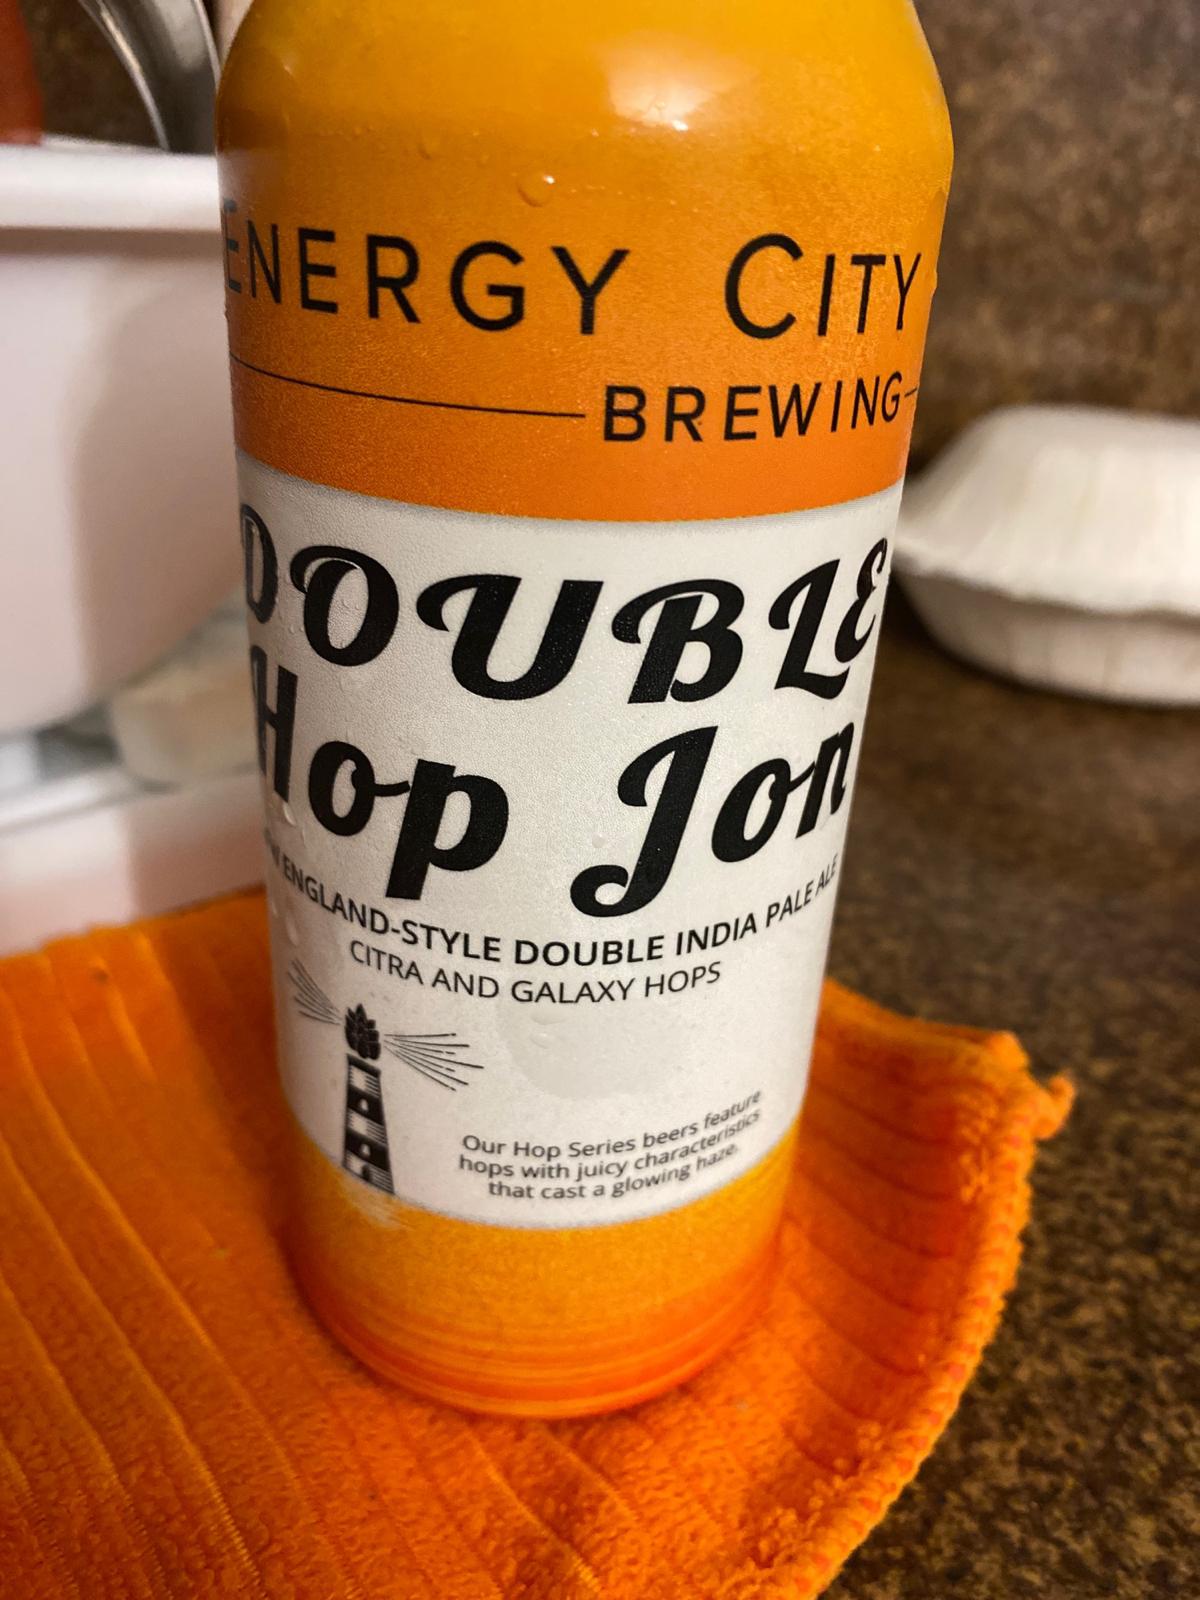 ENERGY CITY
BREWING
DOUBLE
Hop Jon
ENGLAND-STYLE DOUBLE INDIA PALE ALE
CITRA AND GALAXY HOPS
Our Hop Series beers feature
hops with juicy characteristics
that cast a glowing haze.